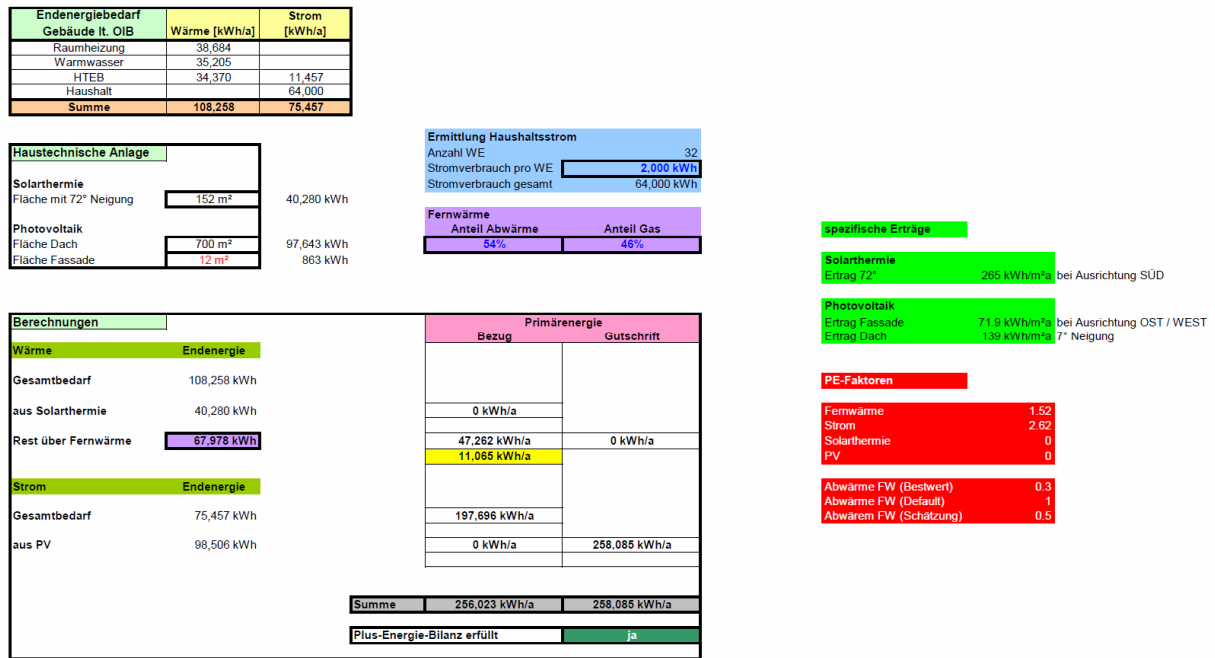 Endenergiebedarf Strom
Gebäude lt. OIB Wärme [kWh/a] [kWh/a]
Raumheizung 38,684
Warmwasser 35,205
HTEB 34,370 11,457
Haushalt 64,000
Summe 108,258 75,457
Haustechnische Anlage
Solarthermie
Fläche mit 72° Neigung 152 m² 40,280 kWh
Photovoltaik
Fläche Dach 700 m² 97,643 kWh
Fläche Fassade 12 m² 863 kWh
Ermittlung Haushaltsstrom
Anzahl WE 32
Stromverbrauch pro WE 2,000 kWh
Stromverbrauch gesamt 64,000 kWh
Fernwärme
Anteil Abwärme Anteil Gas
54% 46%
spezifische Erträge
Solarthermie
Ertrag 72° 265 kWh/m²a bei Ausrichtung SÜD
Photovoltaik
Ertrag Fassade 71.9 kWh/m²a bei Ausrichtung OST / WEST
Ertrag Dach 139 kWh/m²a 7° Neigung
PE-Faktoren
Fernwärme 1.52
Strom 2.62
Solarthermie 0
PV 0
Abwärme FW (Bestwert) 0.3
Abwärme FW (Default) 1
Abwärem FW (Schätzung) 0.5
Berechnungen Primärenergie
Bezug Gutschrift
Wärme Endenergie
Gesamtbedarf 108,258 kWh
aus Solarthermie 40,280 kWh 0 kWh/a
Rest über Fernwärme 67,978 kWh 47,262 kWh/a 0 kWh/a
11,065 kWh/a
Strom Endenergie
Gesamtbedarf 75,457 kWh 197,696 kWh/a
aus PV 98,506 kWh 0 kWh/a 258,085 kWh/a
Summe 256,023 kWh/a 258,085 kWh/a
Plus-Energie-Bilanz erfüllt ja